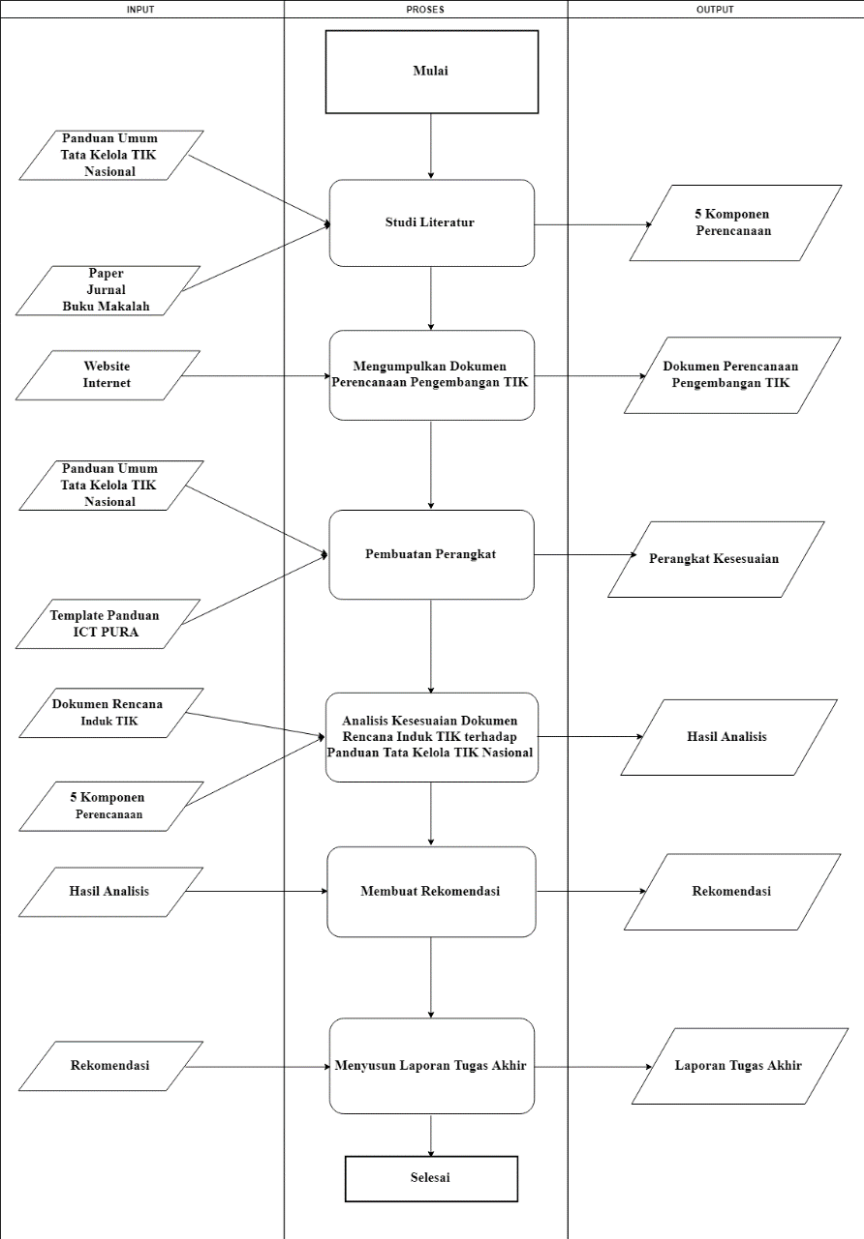 INPUT
PROSES
OUTPUT
Mulai
Panduan Umum
Tata Kelola TIK
Nasional
Paper
Jurnal
Buku Makalah
Studi Literatur
5 Komponen
Perencanaan
Website
Internet
Mengumpulkan Dokumen
Perencanaan Pengembangan TIK
Dokumen Perencanaan
Pengembangan TIK
Panduan Umum
Tata Kelola TIK
Nasional
Template Panduan
ICT PURA
Pembuatan Perangkat
Perangkat Kesesuaian
Dokumen Rencana
Induk TIK
5 Komponen
Perencanaan
Analisis Kesesuaian Dokumen
Rencana Induk TIK terhadap
Panduan Tata Kelola TIK Nasional
Hasil Analisis
Hasil Analisis
Membuat Rekomendasi
Rekomendasi
Rekomendasi
Menyusun Laporan Tugas Akhir
Laporan Tugas Akhir
Selesai